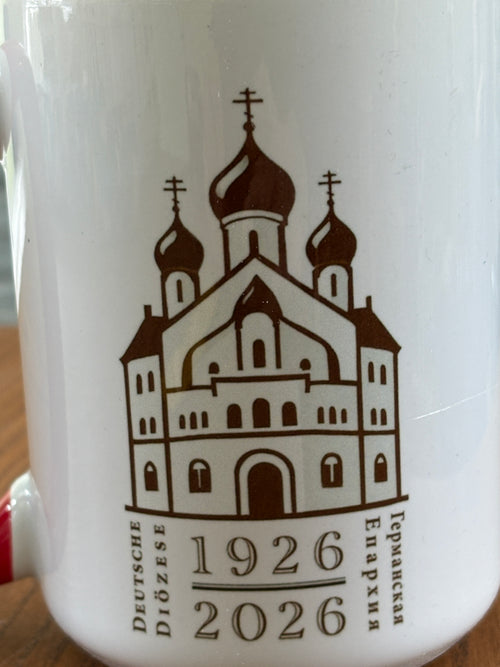 DEUTSCHE
DIÖZESE
1926
2026
Германская
Епархия